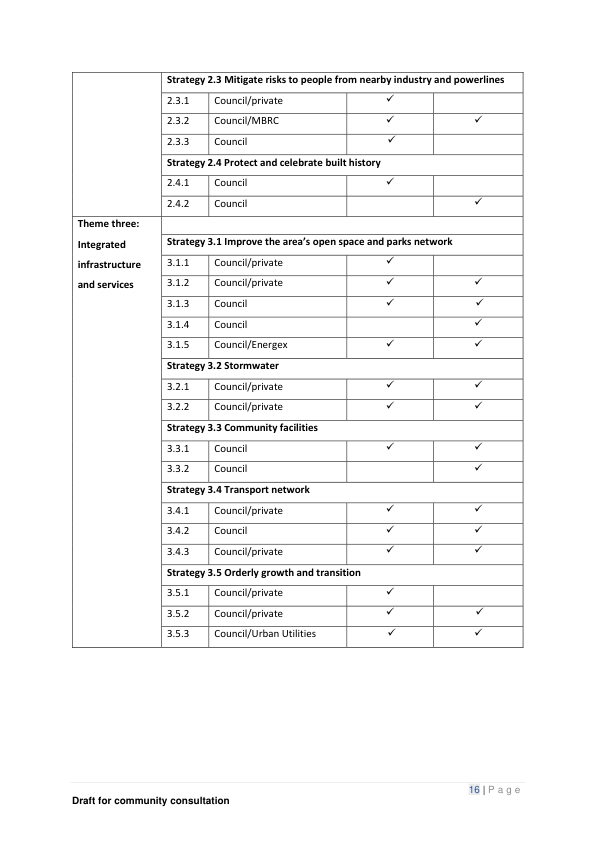 Strategy 2.3 Mitigate risks to people from nearby industry and powerlines
2.3.1 Council/private ✓
2.3.2 Council/MBRC ✓ ✓
2.3.3 Council ✓
Strategy 2.4 Protect and celebrate built history
2.4.1 Council ✓
2.4.2 Council ✓
Theme three:
Integrated
infrastructure
and services
Strategy 3.1 Improve the area’s open space and parks network
3.1.1 Council/private ✓
3.1.2 Council/private ✓ ✓
3.1.3 Council ✓ ✓
3.1.4 Council ✓
3.1.5 Council/Energex ✓ ✓
Strategy 3.2 Stormwater
3.2.1 Council/private ✓ ✓
3.2.2 Council/private ✓ ✓
Strategy 3.3 Community facilities
3.3.1 Council ✓ ✓
3.3.2 Council ✓
Strategy 3.4 Transport network
3.4.1 Council/private ✓ ✓
3.4.2 Council ✓ ✓
3.4.3 Council/private ✓ ✓
Strategy 3.5 Orderly growth and transition
3.5.1 Council/private ✓
3.5.2 Council/private ✓ ✓
3.5.3 Council/Urban Utilities ✓ ✓
16 | Page
Draft for community consultation